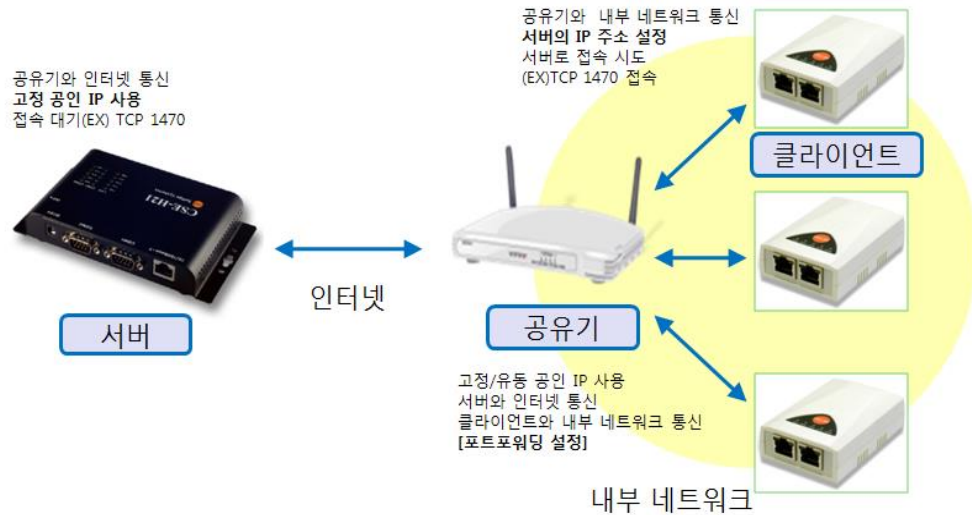 공유기와 인터넷 통신
고정 공인 IP 사용
접속 대기(EX) TCP 1470
CSE-H21
서버
인터넷
공유기와 내부 네트워크 통신
서버의 IP 주소 설정
서버로 접속 시도
(EX)TCP 1470 접속
클라이언트
공유기
고정/유동 공인 IP 사용
서버와 인터넷 통신
클라이언트와 내부 네트워크 통신
[포트포워딩 설정]
내부 네트워크